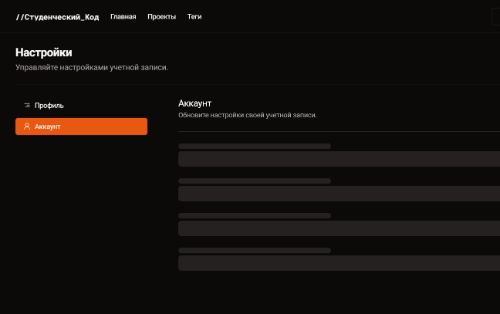 //Студенческий_Код Главная Проекты Теги
Настройки
Управляйте настройками учетной записи.
Профиль
Аккаунт
Аккаунт
Обновите настройки своей учетной записи.